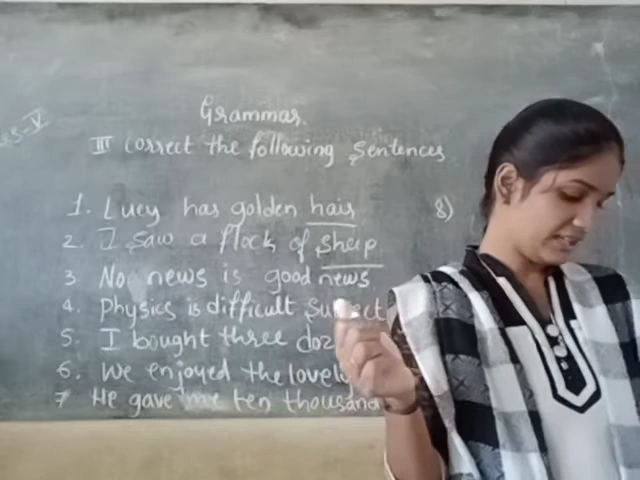 Grammar
ss-V
III correct the following sentences
1. Lucy has golden hair
8)
2. I saw a flock of sheep
3 No news is good news
4. physics is difficult subject
5. I bought three doz
6. We enjoyed the lovely
7 He gave me ten thousand